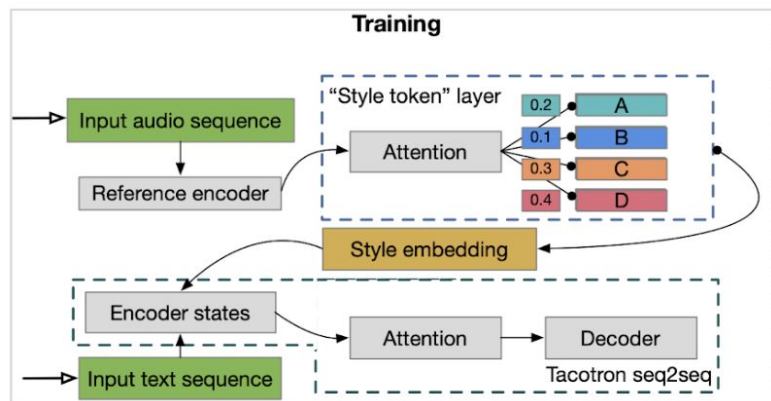 Training
“Style token” layer
0.2 A
Input audio sequence
0.1 B
Attention
0.3 C
Reference encoder
0.4 D
Style embedding
Encoder states
Attention
Decoder
Input text sequence
Tacotron seq2seq